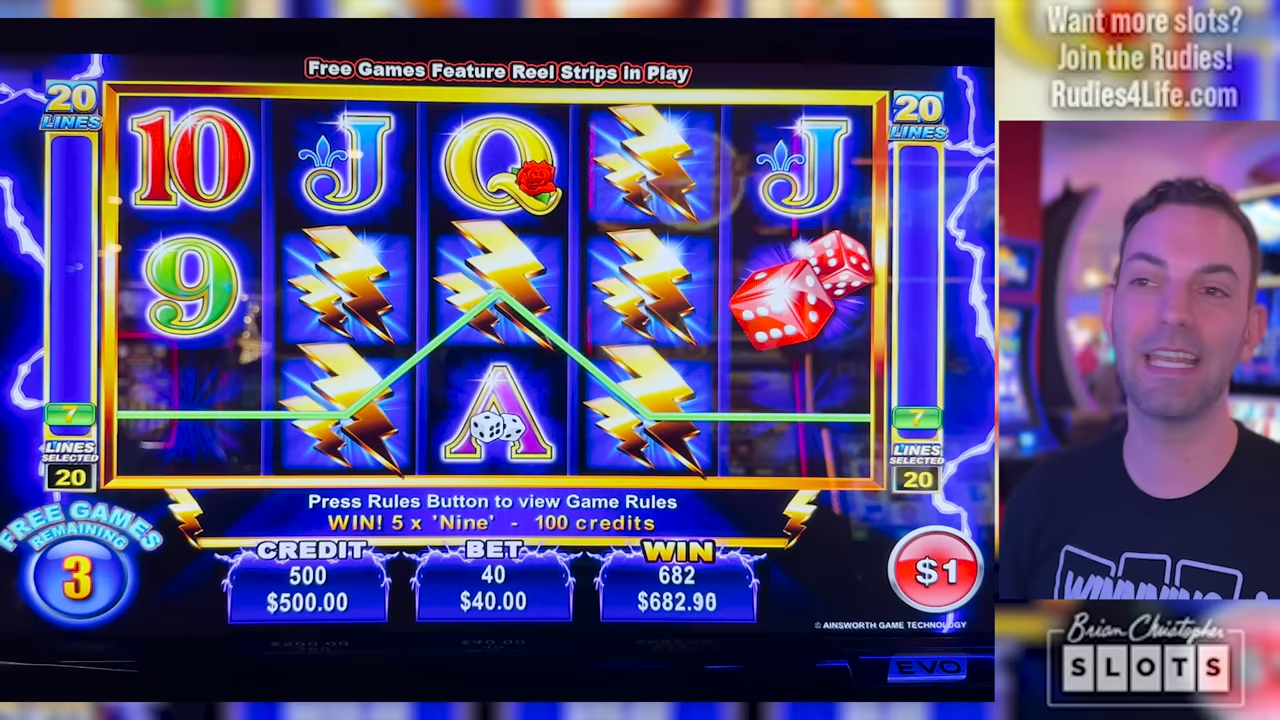 Want more slots?
Join the Rudies!
Rudies4Life.com
Free Games Feature Reel Strips in Play
20
LINES
20
LINES
10
J
Q
J
9
A
7
7
LINES
SELECTED
20
LINES
SELECTED
20
Press Rules Button to view Game Rules
WIN! 5 x 'Nine' - 100 credits
FREE GAMES
REMAINING
3
CREDIT
500
$500.00
BET
40
$40.00
WIN
682
$682.90
$1
© AINSWORTH GAME TECHNOLOGY
EVO
WINNING
Brian Christopher
SLOTS